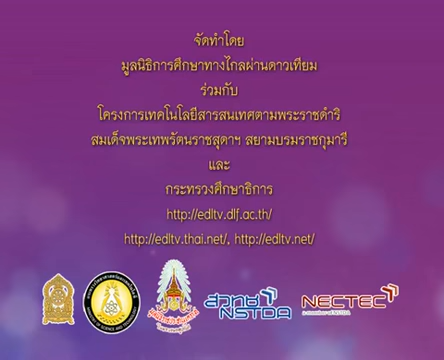 จัดทำโดย
มูลนิธิการศึกษาทางไกลผ่านดาวเทียม
ร่วมกับ
โครงการเทคโนโลยีสารสนเทศตามพระราชดำริ
สมเด็จพระเทพรัตนราชสุดาฯ สยามบรมราชกุมารี
และ
กระทรวงศึกษาธิการ
http://edltv.dlf.ac.th/
http://edltv.thai.net/, http://edltv.net/
สวทช
NSTDA
NECTEC
a member of NSTDA